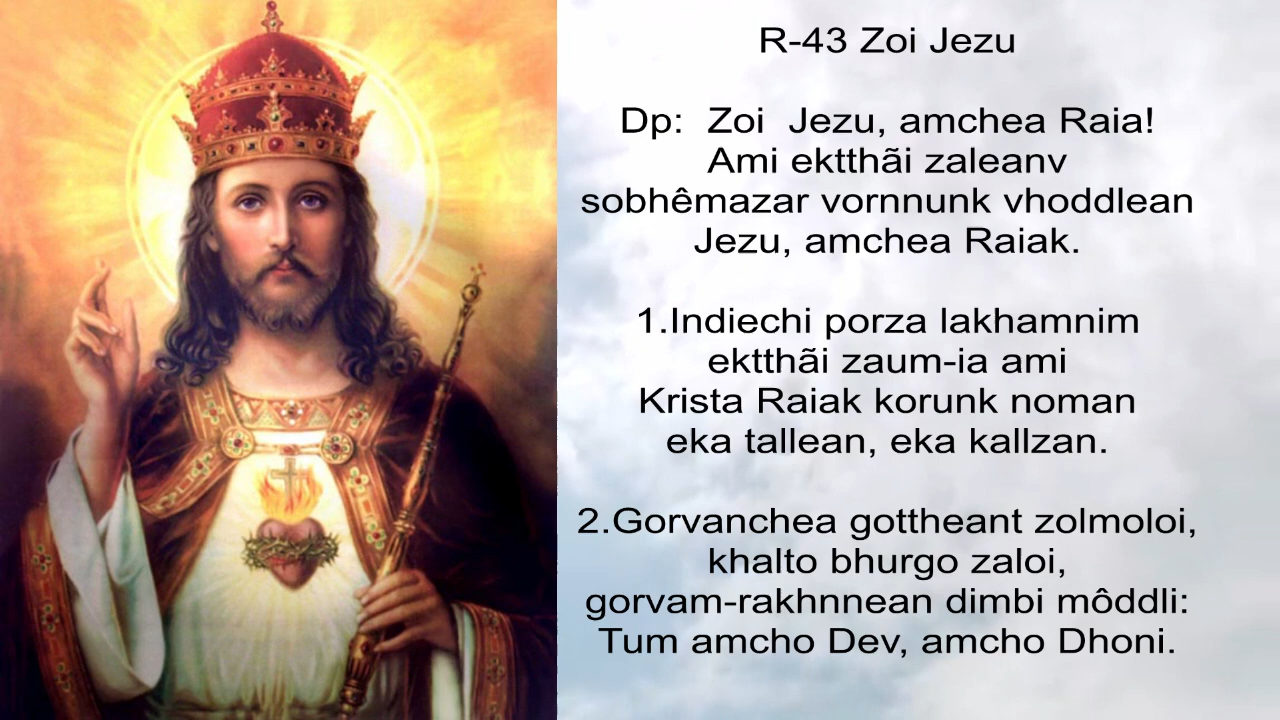 R-43 Zoi Jezu
Dp: Zoi Jezu, amchea Raia!
Ami ektthãi zaleanv
sobhêmazar vornnunk vhoddlean
Jezu, amchea Raiak.
1.Indiechi porza lakhamnim
ektthãi zaum-ia ami
Krista Raiak korunk noman
eka tallean, eka kallzan.
2.Gorvanchea gottheant zolmoloi,
khalto bhurgo zaloi,
gorvam-rakhnnean dimbi môddli:
Tum amcho Dev, amcho Dhoni.